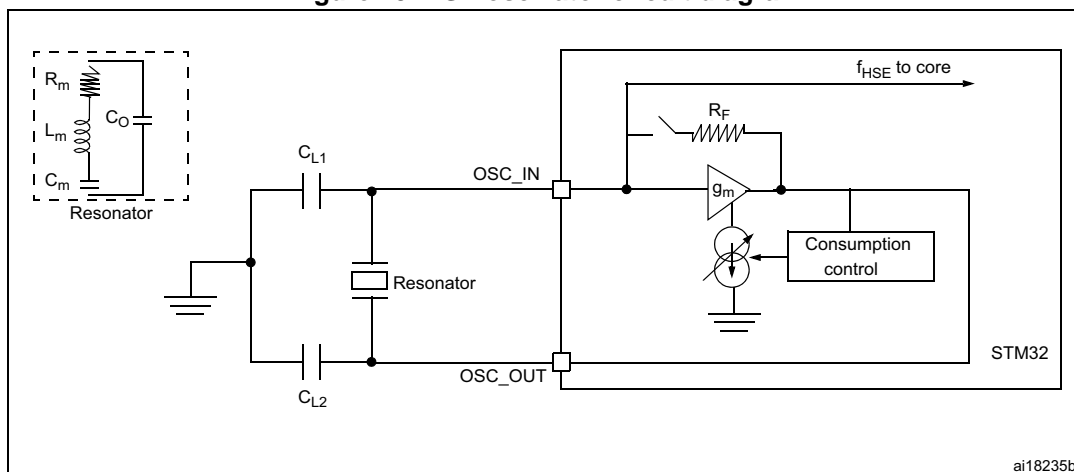 fHSE to core
Rm
RF
CO
Lm
CL1
OSC_IN
Cm
gm
Resonator
Consumption
control
Resonator
STM32
OSC_OUT
CL2
ai18235b